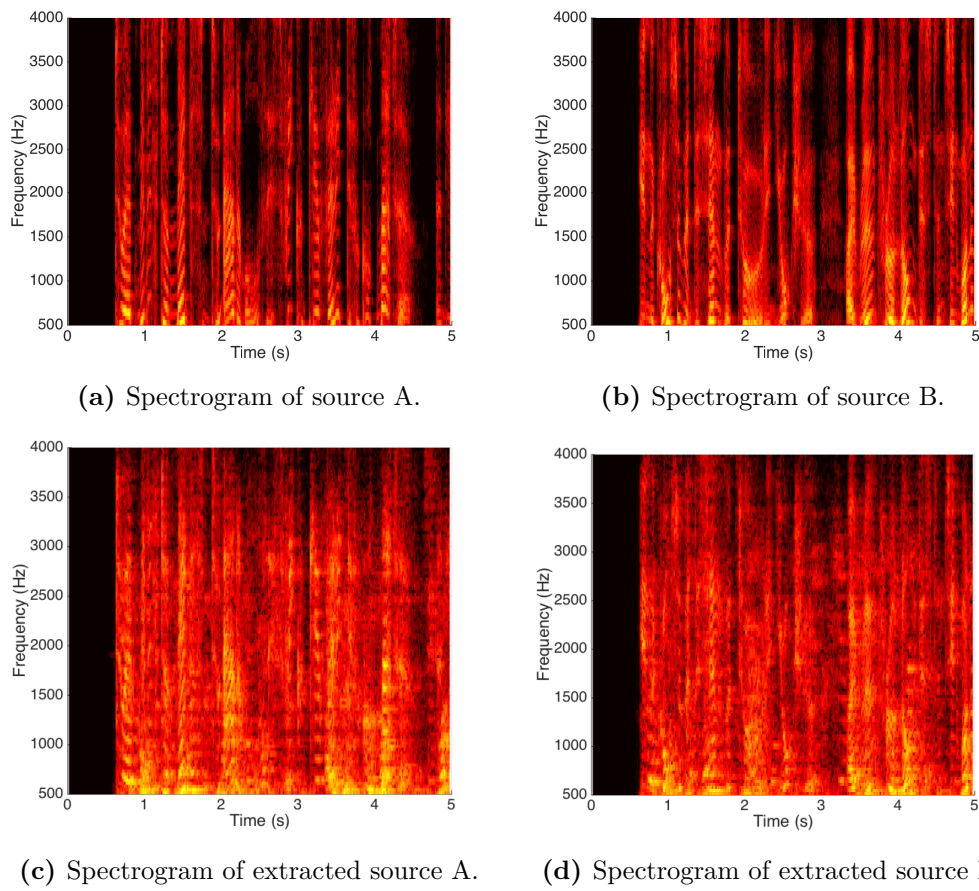 4000
3500
3000
2500
2000
1500
1000
500
Frequency (Hz)
0 1 2 3 4 5
Time (s)
(a) Spectrogram of source A.
4000
3500
3000
2500
2000
1500
1000
500
Frequency (Hz)
0 1 2 3 4 5
Time (s)
(b) Spectrogram of source B.
4000
3500
3000
2500
2000
1500
1000
500
Frequency (Hz)
0 1 2 3 4 5
Time (s)
(c) Spectrogram of extracted source A.
4000
3500
3000
2500
2000
1500
1000
500
Frequency (Hz)
0 1 2 3 4 5
Time (s)
(d) Spectrogram of extracted source